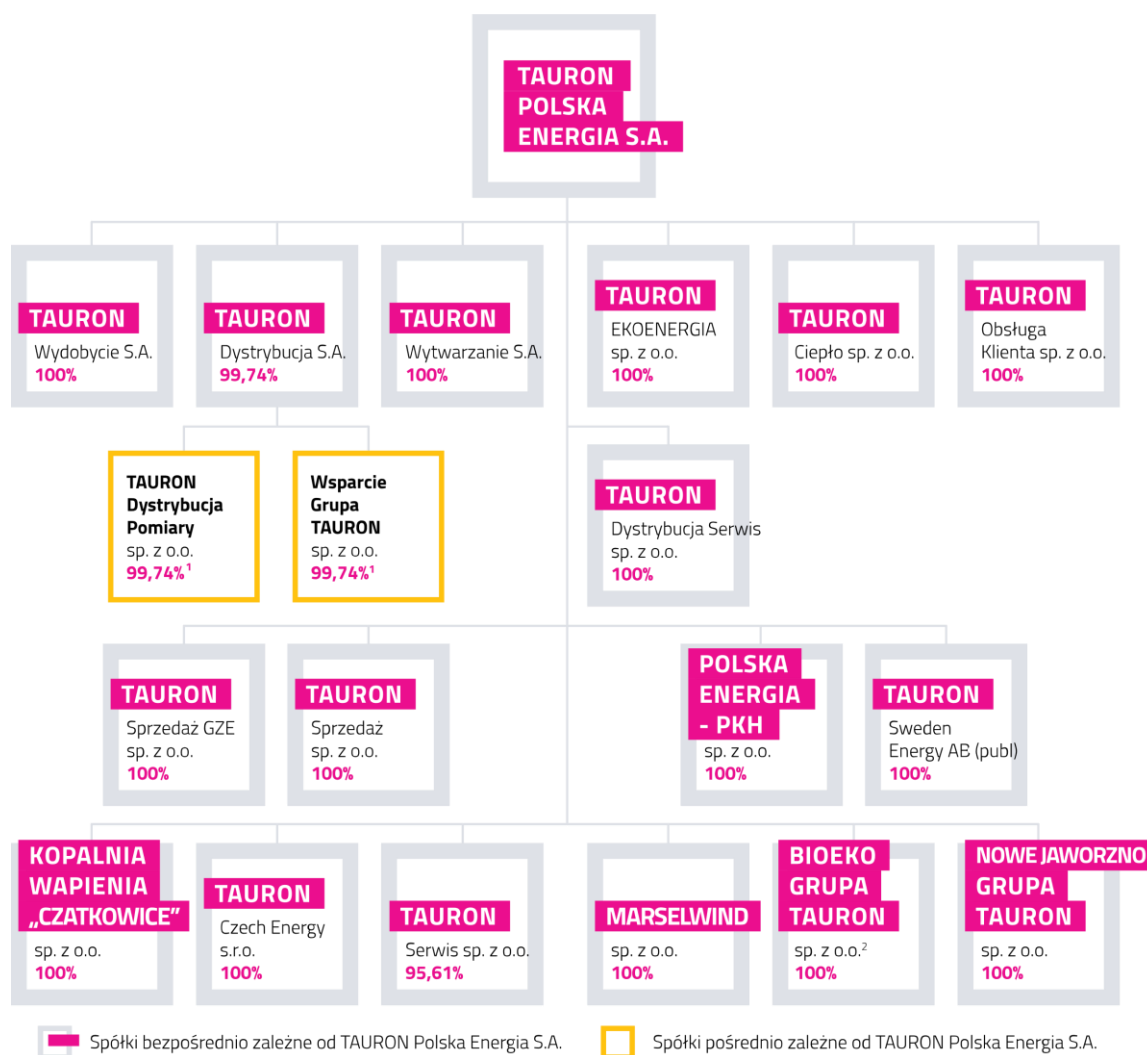 TAURON
POLSKA
ENERGIA S.A.
TAURON
Wydobycie S.A.
100%
TAURON
Dystrybucja S.A.
99,74%
TAURON
Wytwarzanie S.A.
100%
TAURON
EKOENERGIA
sp. z o.o.
100%
TAURON
Ciepło sp. z o.o.
100%
TAURON
Obsługa
Klienta sp. z o.o.
100%
TAURON
Dystrybucja
Pomiary
sp. z o.o.
99,74%¹
Wsparcie
Grupa
TAURON
sp. z o.o.
99,74%¹
TAURON
Dystrybucja Serwis
sp. z o.o.
100%
TAURON
Sprzedaż GZE
sp. z o.o.
100%
TAURON
Sprzedaż
sp. z o.o.
100%
POLSKA
ENERGIA
- PKH
sp. z o.o.
100%
TAURON
Sweden
Energy AB (publ)
100%
KOPALNIA
WAPIENIA
„CZATKOWICE”
sp. z o.o.
100%
TAURON
Czech Energy
s.r.o.
100%
TAURON
Serwis sp. z o.o.
95,61%
MARSELWIND
sp. z o.o.
100%
BIOEKO
GRUPA
TAURON
sp. z o.o.²
100%
NOWE JAWORZNO
GRUPA
TAURON
sp. z o.o.
100%
Spółki bezpośrednio zależne od TAURON Polska Energia S.A.
Spółki pośrednio zależne od TAURON Polska Energia S.A.